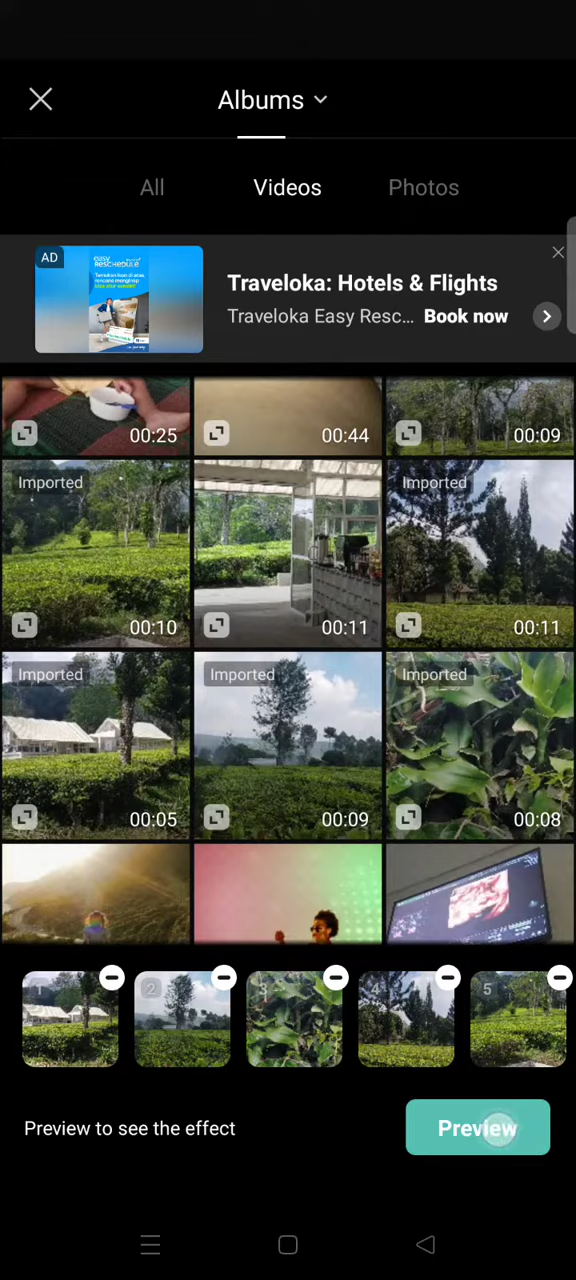 Albums
All
Videos
Photos
AD
EASY
RESCHEDULE
Traveloka: Hotels & Flights
Traveloka Easy Resc... Book now
00:25
00:44
00:09
Imported
Imported
00:10
00:11
00:11
Imported
Imported
Imported
00:05
00:09
00:08
1
2
3
4
5
Preview to see the effect
Preview